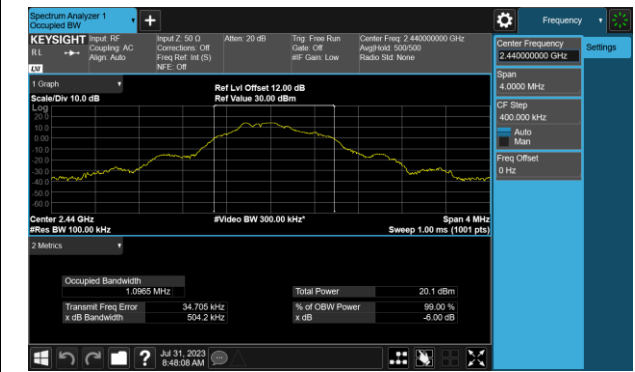 Spectrum Analyzer 1
Occupied BW
+
Frequency
KEYSIGHT
R L
LXI
Input: RF
Coupling: AC
Align: Auto
Input Z: 50 Ω
Corrections: Off
Freq Ref: Int (S)
NFE: Off
Atten: 20 dB
Trig: Free Run
Gate: Off
#IF Gain: Low
Center Freq: 2.440000000 GHz
Avg|Hold: 500/500
Radio Std: None
Center Frequency
2.440000000 GHz
Settings
Span
4.0000 MHz
CF Step
400.000 kHz
Auto
Man
Freq Offset
0 Hz
1 Graph
Scale/Div 10.0 dB
Ref Lvl Offset 12.00 dB
Ref Value 30.00 dBm
Log
20.0
10.0
0.00
-10.0
-20.0
-30.0
-40.0
-50.0
-60.0
Center 2.44 GHz
#Video BW 300.00 kHz*
Span 4 MHz
#Res BW 100.00 kHz
Sweep 1.00 ms (1001 pts)
2 Metrics
Occupied Bandwidth
1.0965 MHz
Total Power 20.1 dBm
Transmit Freq Error 34.705 kHz
% of OBW Power 99.00 %
x dB Bandwidth 504.2 kHz
x dB -6.00 dB
?
Jul 31, 2023
8:48:08 AM